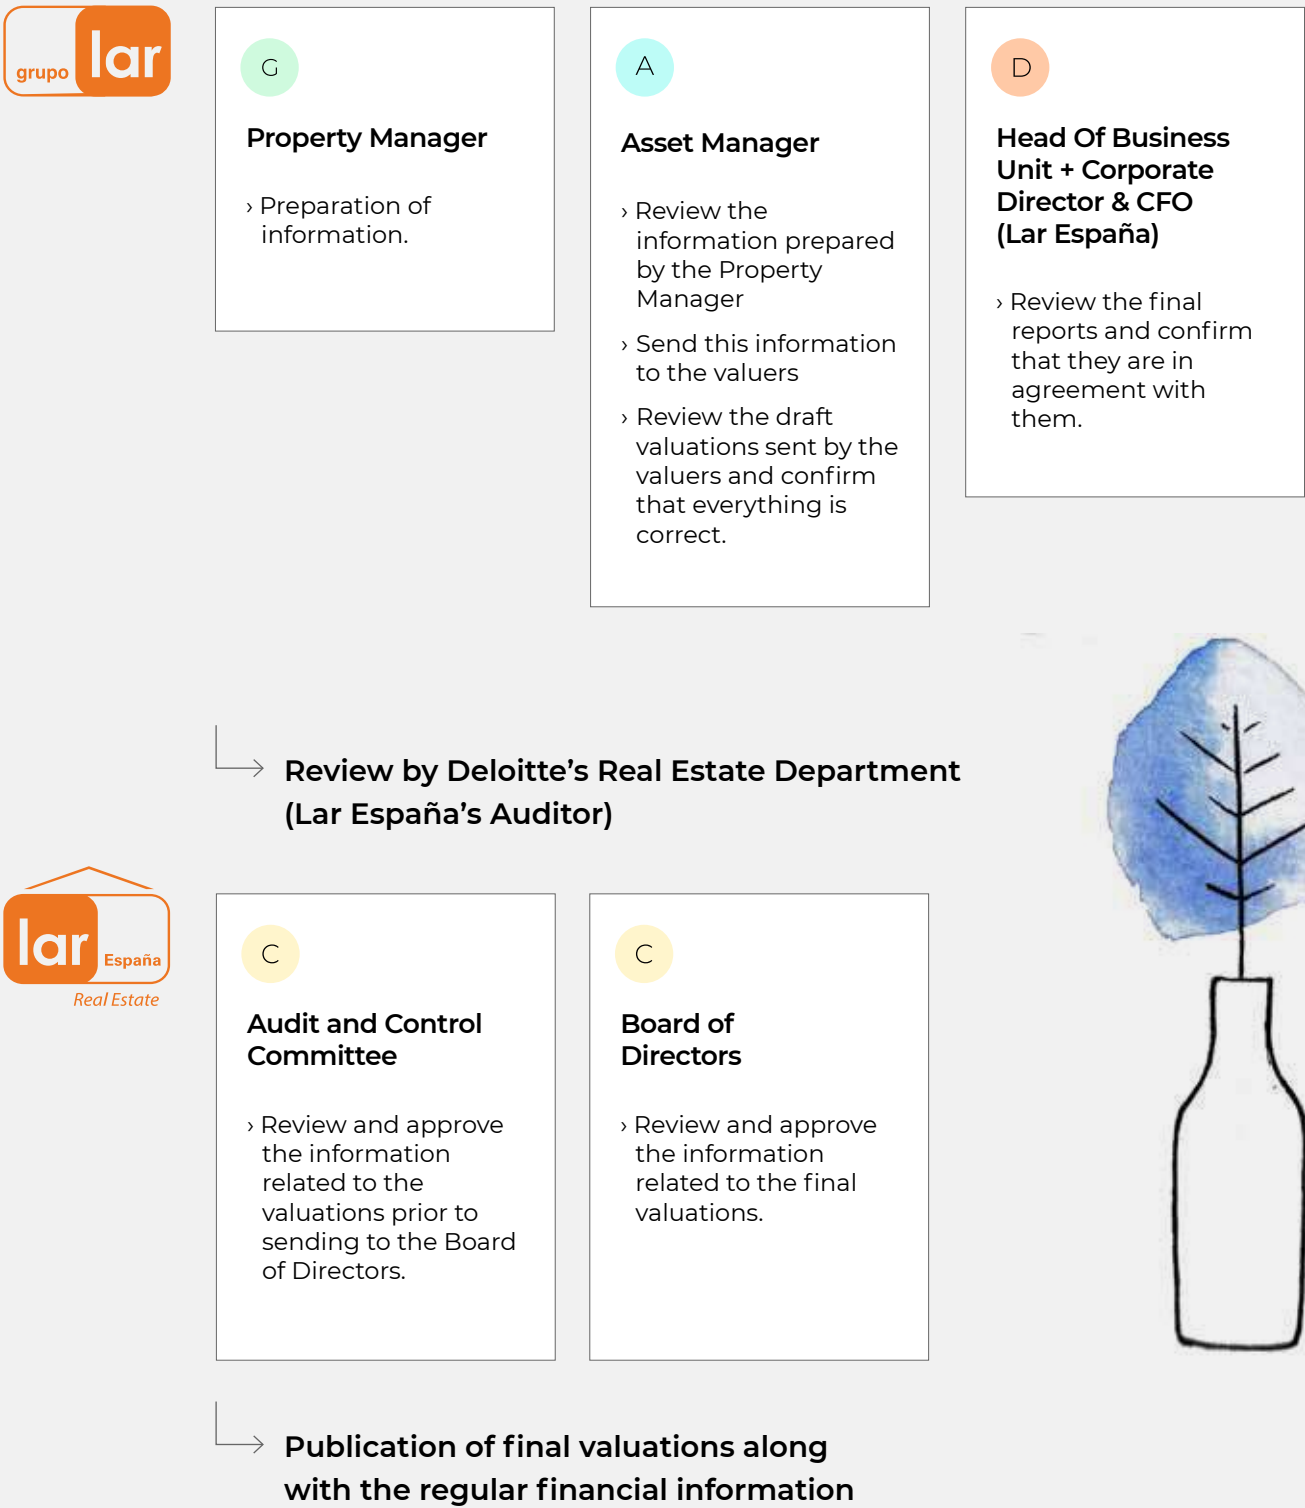 grupo lar
G
Property Manager
› Preparation of
information.
A
Asset Manager
› Review the
information prepared
by the Property
Manager
› Send this information
to the valuers
› Review the draft
valuations sent by the
valuers and confirm
that everything is
correct.
D
Head Of Business
Unit + Corporate
Director & CFO
(Lar España)
› Review the final
reports and confirm
that they are in
agreement with
them.
Review by Deloitte’s Real Estate Department
(Lar España’s Auditor)
lar España
Real Estate
C
Audit and Control
Committee
› Review and approve
the information
related to the
valuations prior to
sending to the Board
of Directors.
C
Board of
Directors
› Review and approve
the information
related to the final
valuations.
Publication of final valuations along
with the regular financial information